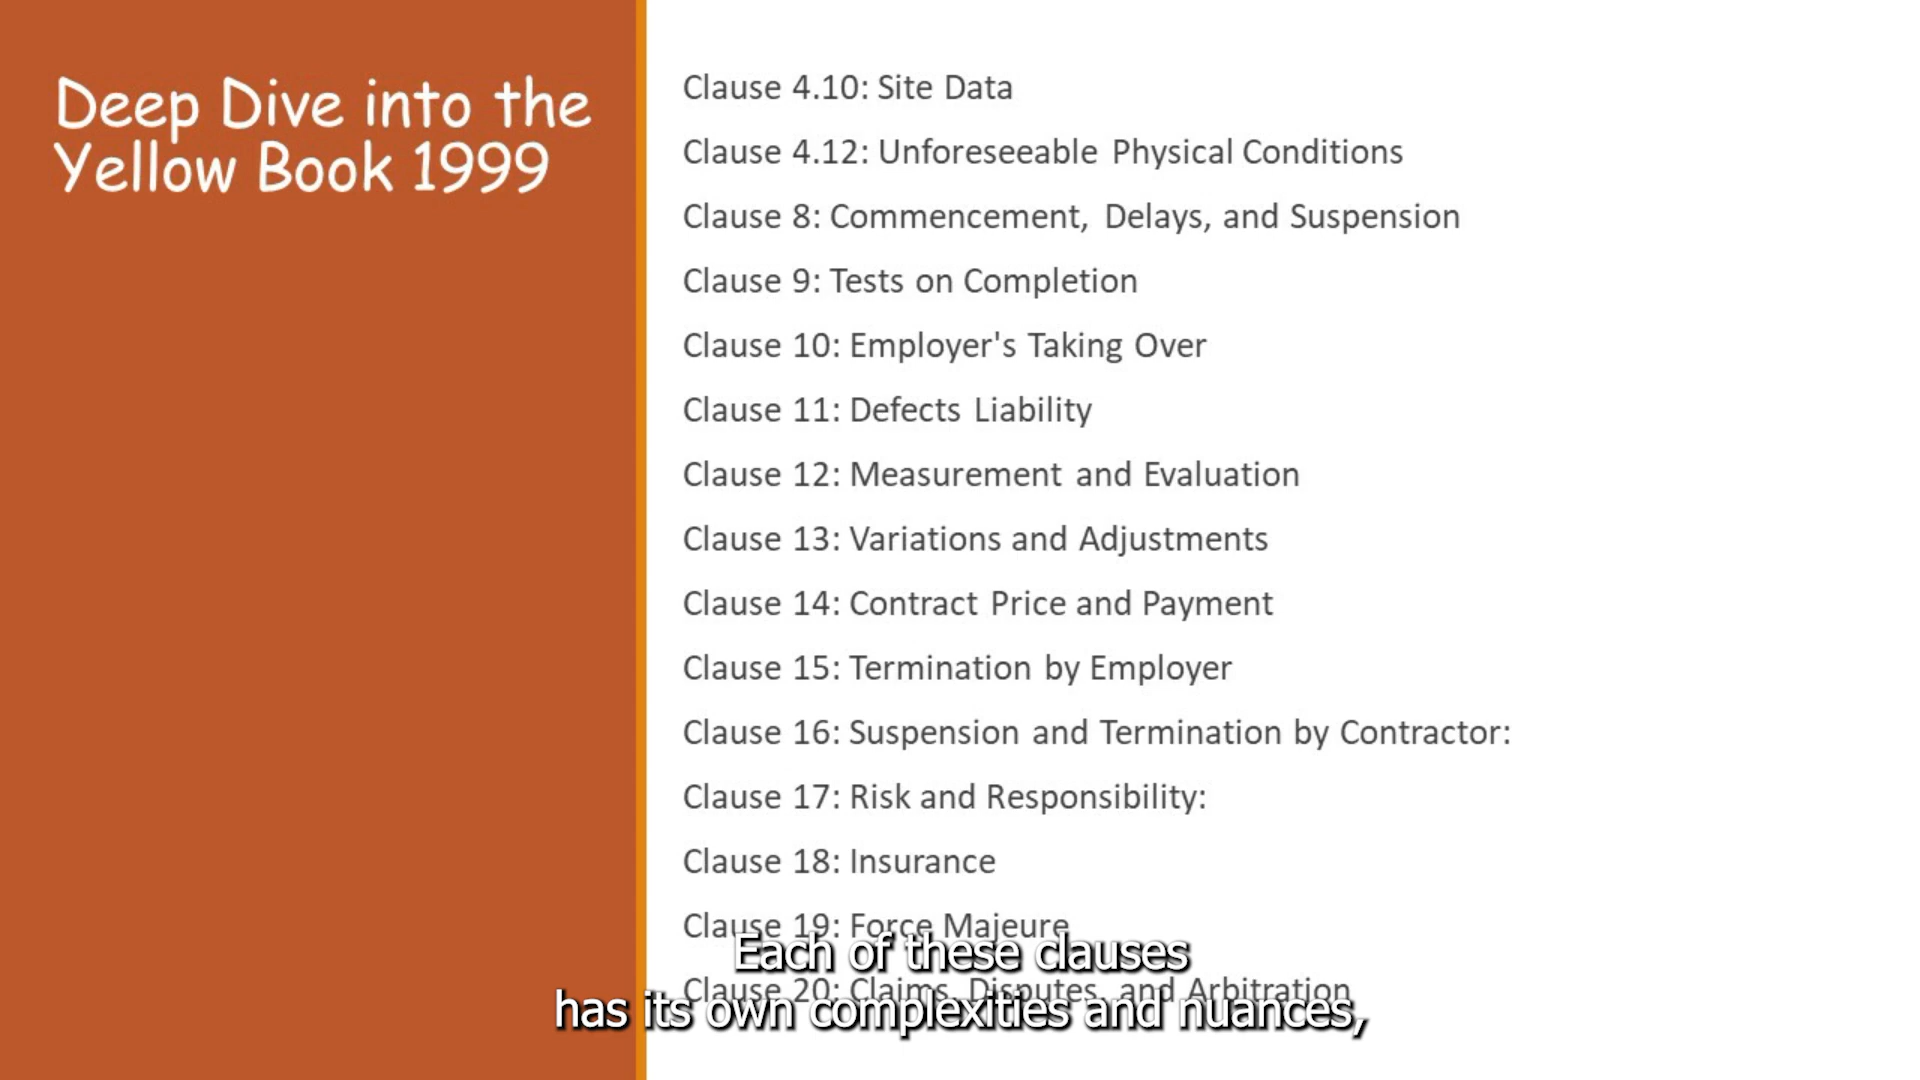 Deep Dive into the
Yellow Book 1999
Clause 4.10: Site Data
Clause 4.12: Unforeseeable Physical Conditions
Clause 8: Commencement, Delays, and Suspension
Clause 9: Tests on Completion
Clause 10: Employer's Taking Over
Clause 11: Defects Liability
Clause 12: Measurement and Evaluation
Clause 13: Variations and Adjustments
Clause 14: Contract Price and Payment
Clause 15: Termination by Employer
Clause 16: Suspension and Termination by Contractor:
Clause 17: Risk and Responsibility:
Clause 18: Insurance
Clause 19: Force Majeure
Clause 20: Claims, Disputes, and Arbitration
Each of these clauses
has its own complexities and nuances,